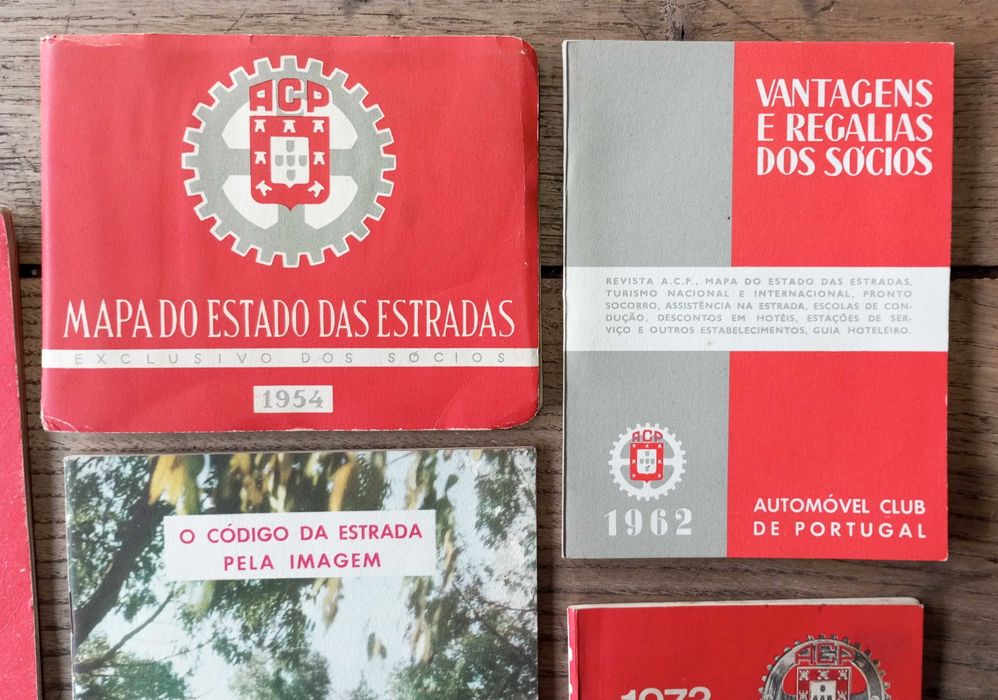 ACP
MAPA DO ESTADO DAS ESTRADAS
EXCLUSIVO DOS SÓCIOS
1954
VANTAGENS
E REGALIAS
DOS SÓCIOS
REVISTA A.C.P., MAPA DO ESTADO DAS ESTRADAS,
TURISMO NACIONAL E INTERNACIONAL, PRONTO
SOCORRO, ASSISTÊNCIA NA ESTRADA, ESCOLAS DE CON-
DUÇÃO, DESCONTOS EM HOTÉIS, ESTAÇÕES DE SER-
VIÇO E OUTROS ESTABELECIMENTOS, GUIA HOTELEIRO.
ACP
1962
AUTOMÓVEL CLUB
DE PORTUGAL
O CÓDIGO DA ESTRADA
PELA IMAGEM
ACP
1973